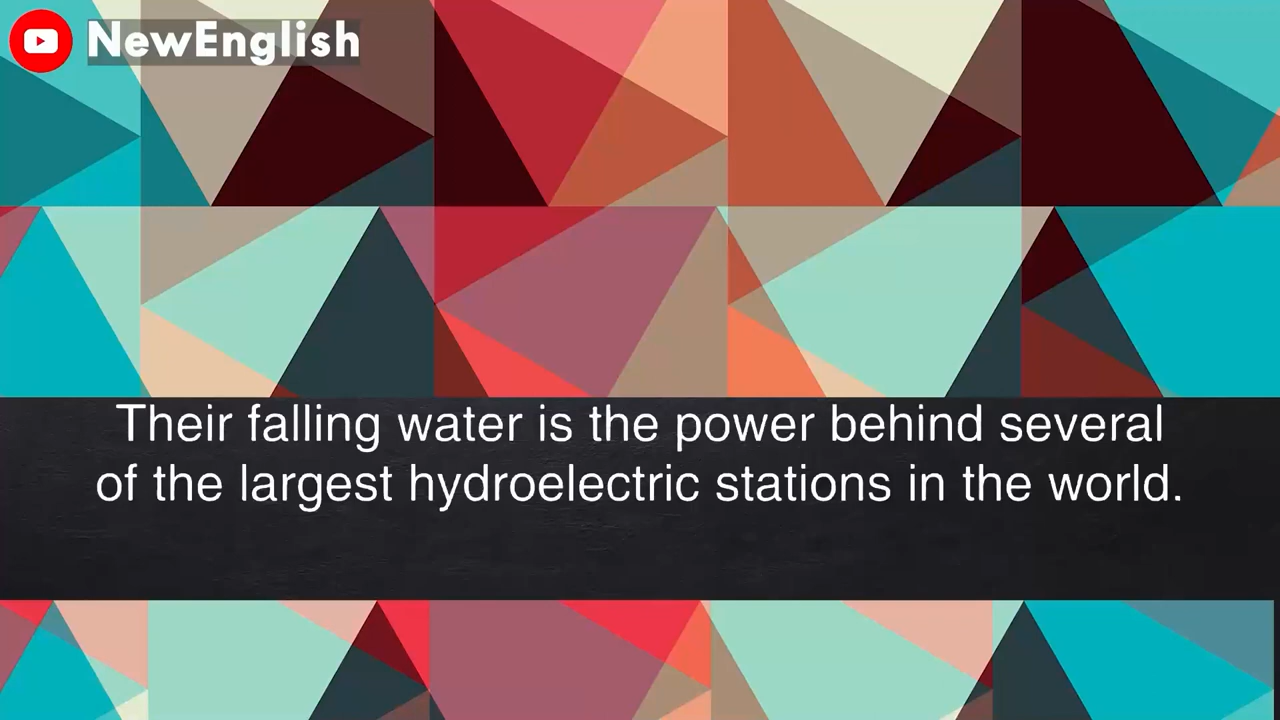 NewEnglish
Their falling water is the power behind several
of the largest hydroelectric stations in the world.